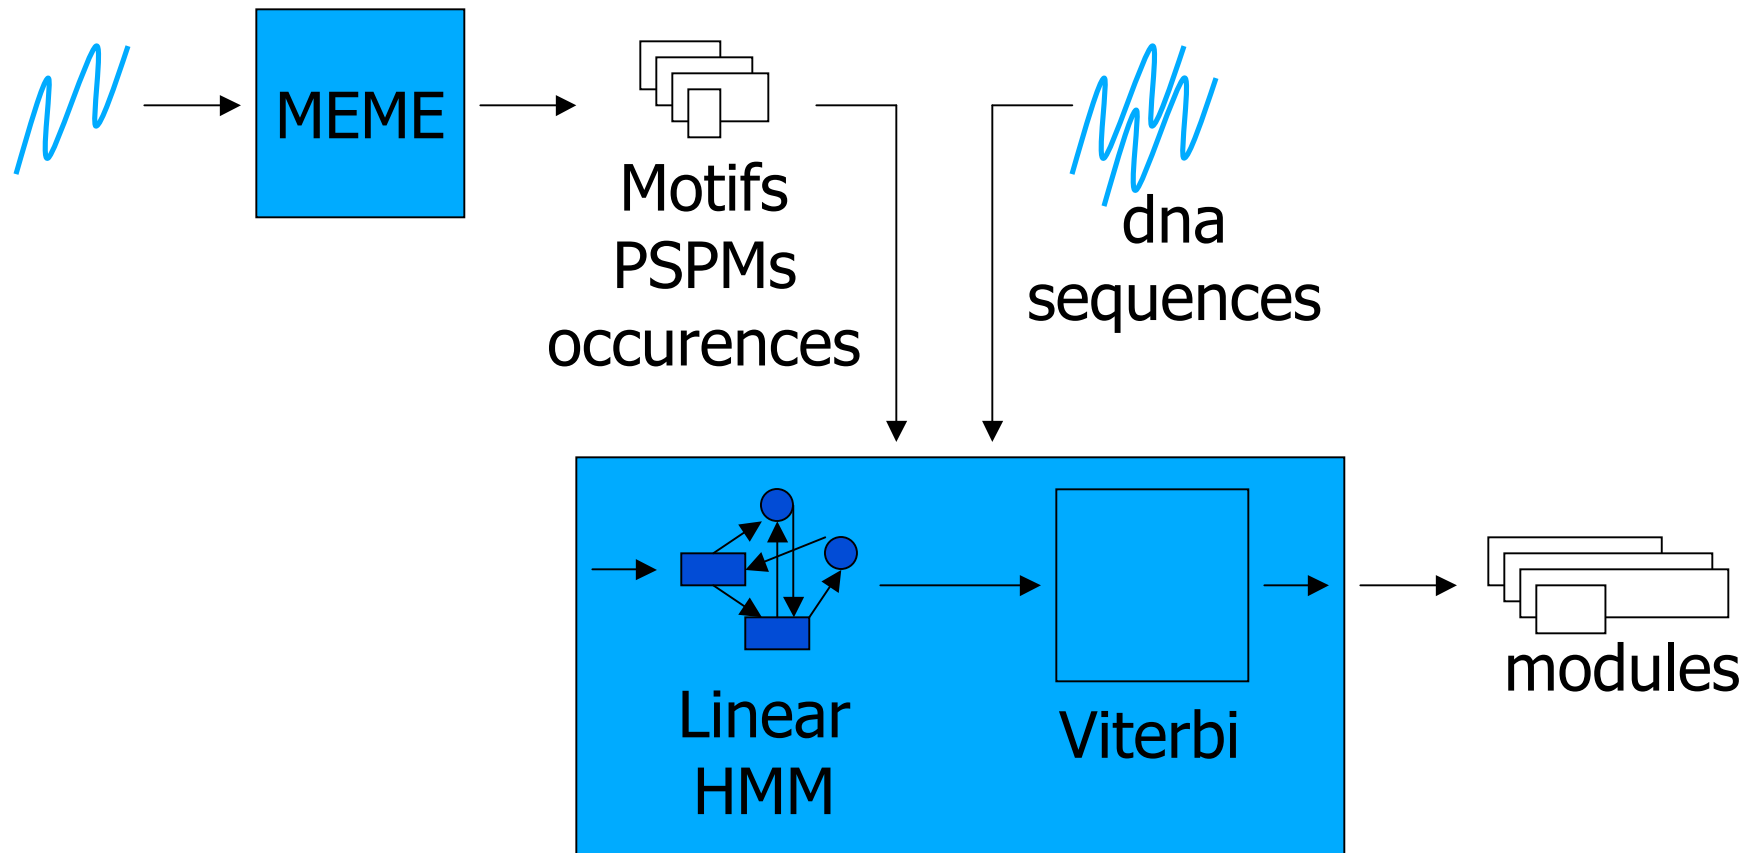 MEME
Motifs
PSPMs
occurences
dna
sequences
Linear
HMM
Viterbi
modules